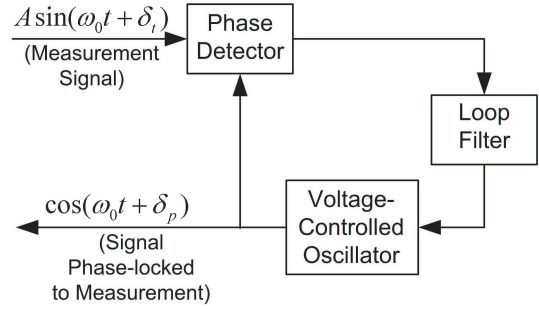 A sin(ω₀t + δₜ)
(Measurement
Signal)
Phase
Detector
Loop
Filter
Voltage-
Controlled
Oscillator
cos(ω₀t + δₚ)
(Signal
Phase-locked
to Measurement)